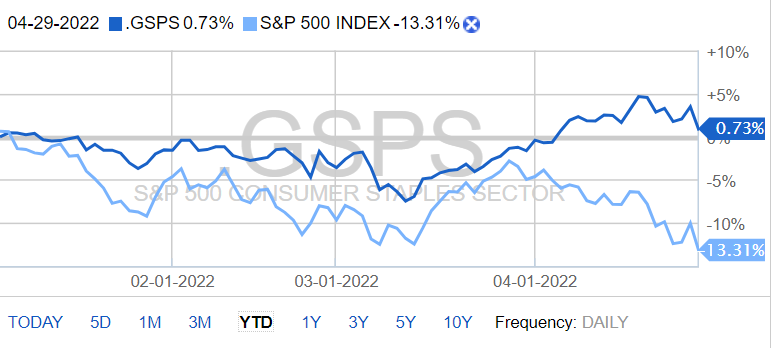 04-29-2022 .GSPS 0.73% S&P 500 INDEX -13.31%
+10%
+5%
GSPS
0.73%
0%
S&P 500 CONSUMER STAPLES SECTOR
-5%
-10%
-13.31%
02-01-2022 03-01-2022 04-01-2022
TODAY 5D 1M 3M YTD 1Y 3Y 5Y 10Y Frequency: DAILY